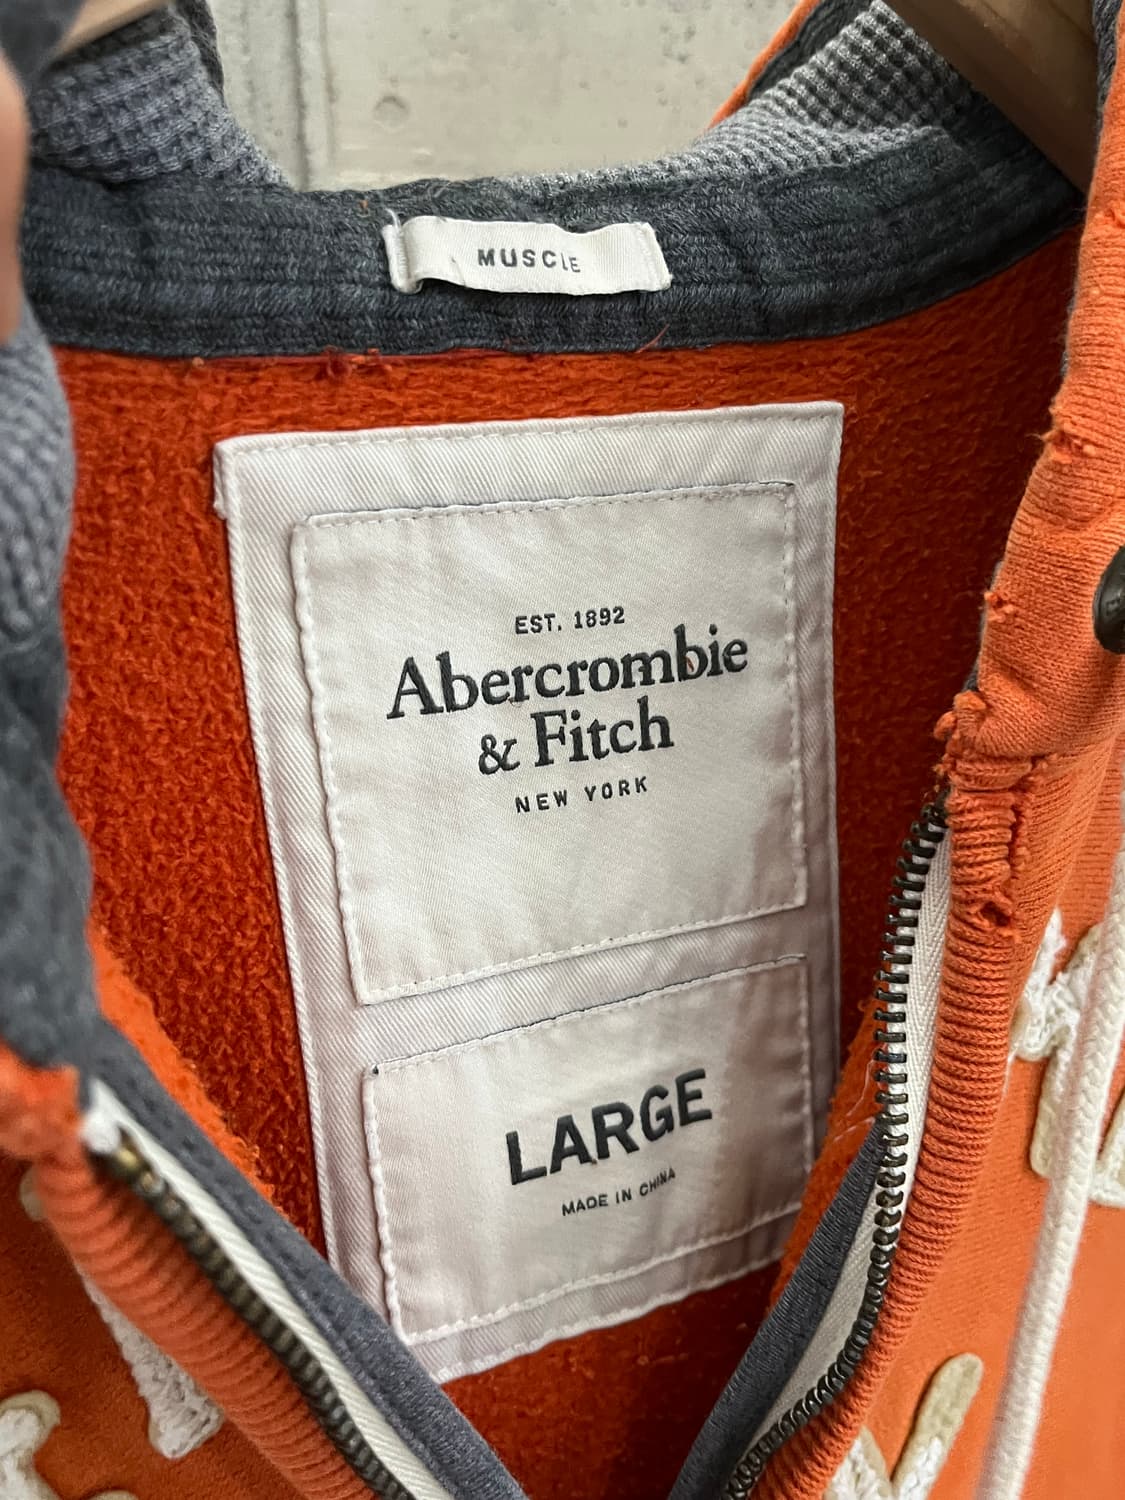 MUSCLE
EST. 1892
Abercrombie
& Fitch
NEW YORK
LARGE
MADE IN CHINA